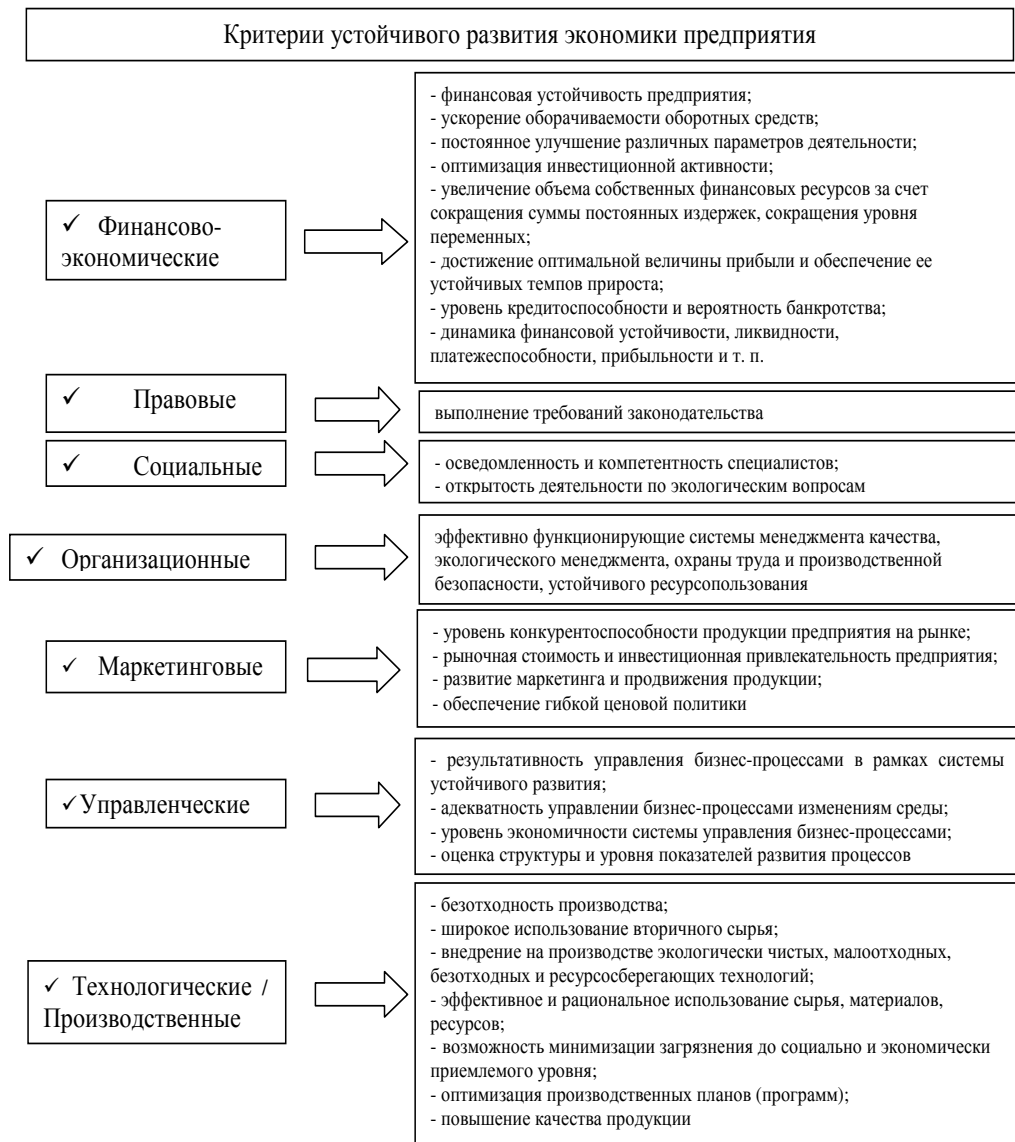 Критерии устойчивого развития экономики предприятия
✓ Финансово-
экономические
- финансовая устойчивость предприятия;
- ускорение оборачиваемости оборотных средств;
- постоянное улучшение различных параметров деятельности;
- оптимизация инвестиционной активности;
- увеличение объема собственных финансовых ресурсов за счет
сокращения суммы постоянных издержек, сокращения уровня
переменных;
- достижение оптимальной величины прибыли и обеспечение ее
устойчивых темпов прироста;
- уровень кредитоспособности и вероятность банкротства;
- динамика финансовой устойчивости, ликвидности,
платежеспособности, прибыльности и т. п.
✓ Правовые
выполнение требований законодательства
✓ Социальные
- осведомленность и компетентность специалистов;
- открытость деятельности по экологическим вопросам
✓ Организационные
эффективно функционирующие системы менеджмента качества,
экологического менеджмента, охраны труда и производственной
безопасности, устойчивого ресурсопользования
✓ Маркетинговые
- уровень конкурентоспособности продукции предприятия на рынке;
- рыночная стоимость и инвестиционная привлекательность предприятия;
- развитие маркетинга и продвижения продукции;
- обеспечение гибкой ценовой политики
✓Управленческие
- результативность управления бизнес-процессами в рамках системы
устойчивого развития;
- адекватность управлении бизнес-процессами изменениям среды;
- уровень экономичности системы управления бизнес-процессами;
- оценка структуры и уровня показателей развития процессов
✓ Технологические /
Производственные
- безотходность производства;
- широкое использование вторичного сырья;
- внедрение на производстве экологически чистых, малоотходных,
безотходных и ресурсосберегающих технологий;
- эффективное и рациональное использование сырья, материалов,
ресурсов;
- возможность минимизации загрязнения до социально и экономически
приемлемого уровня;
- оптимизация производственных планов (программ);
- повышение качества продукции